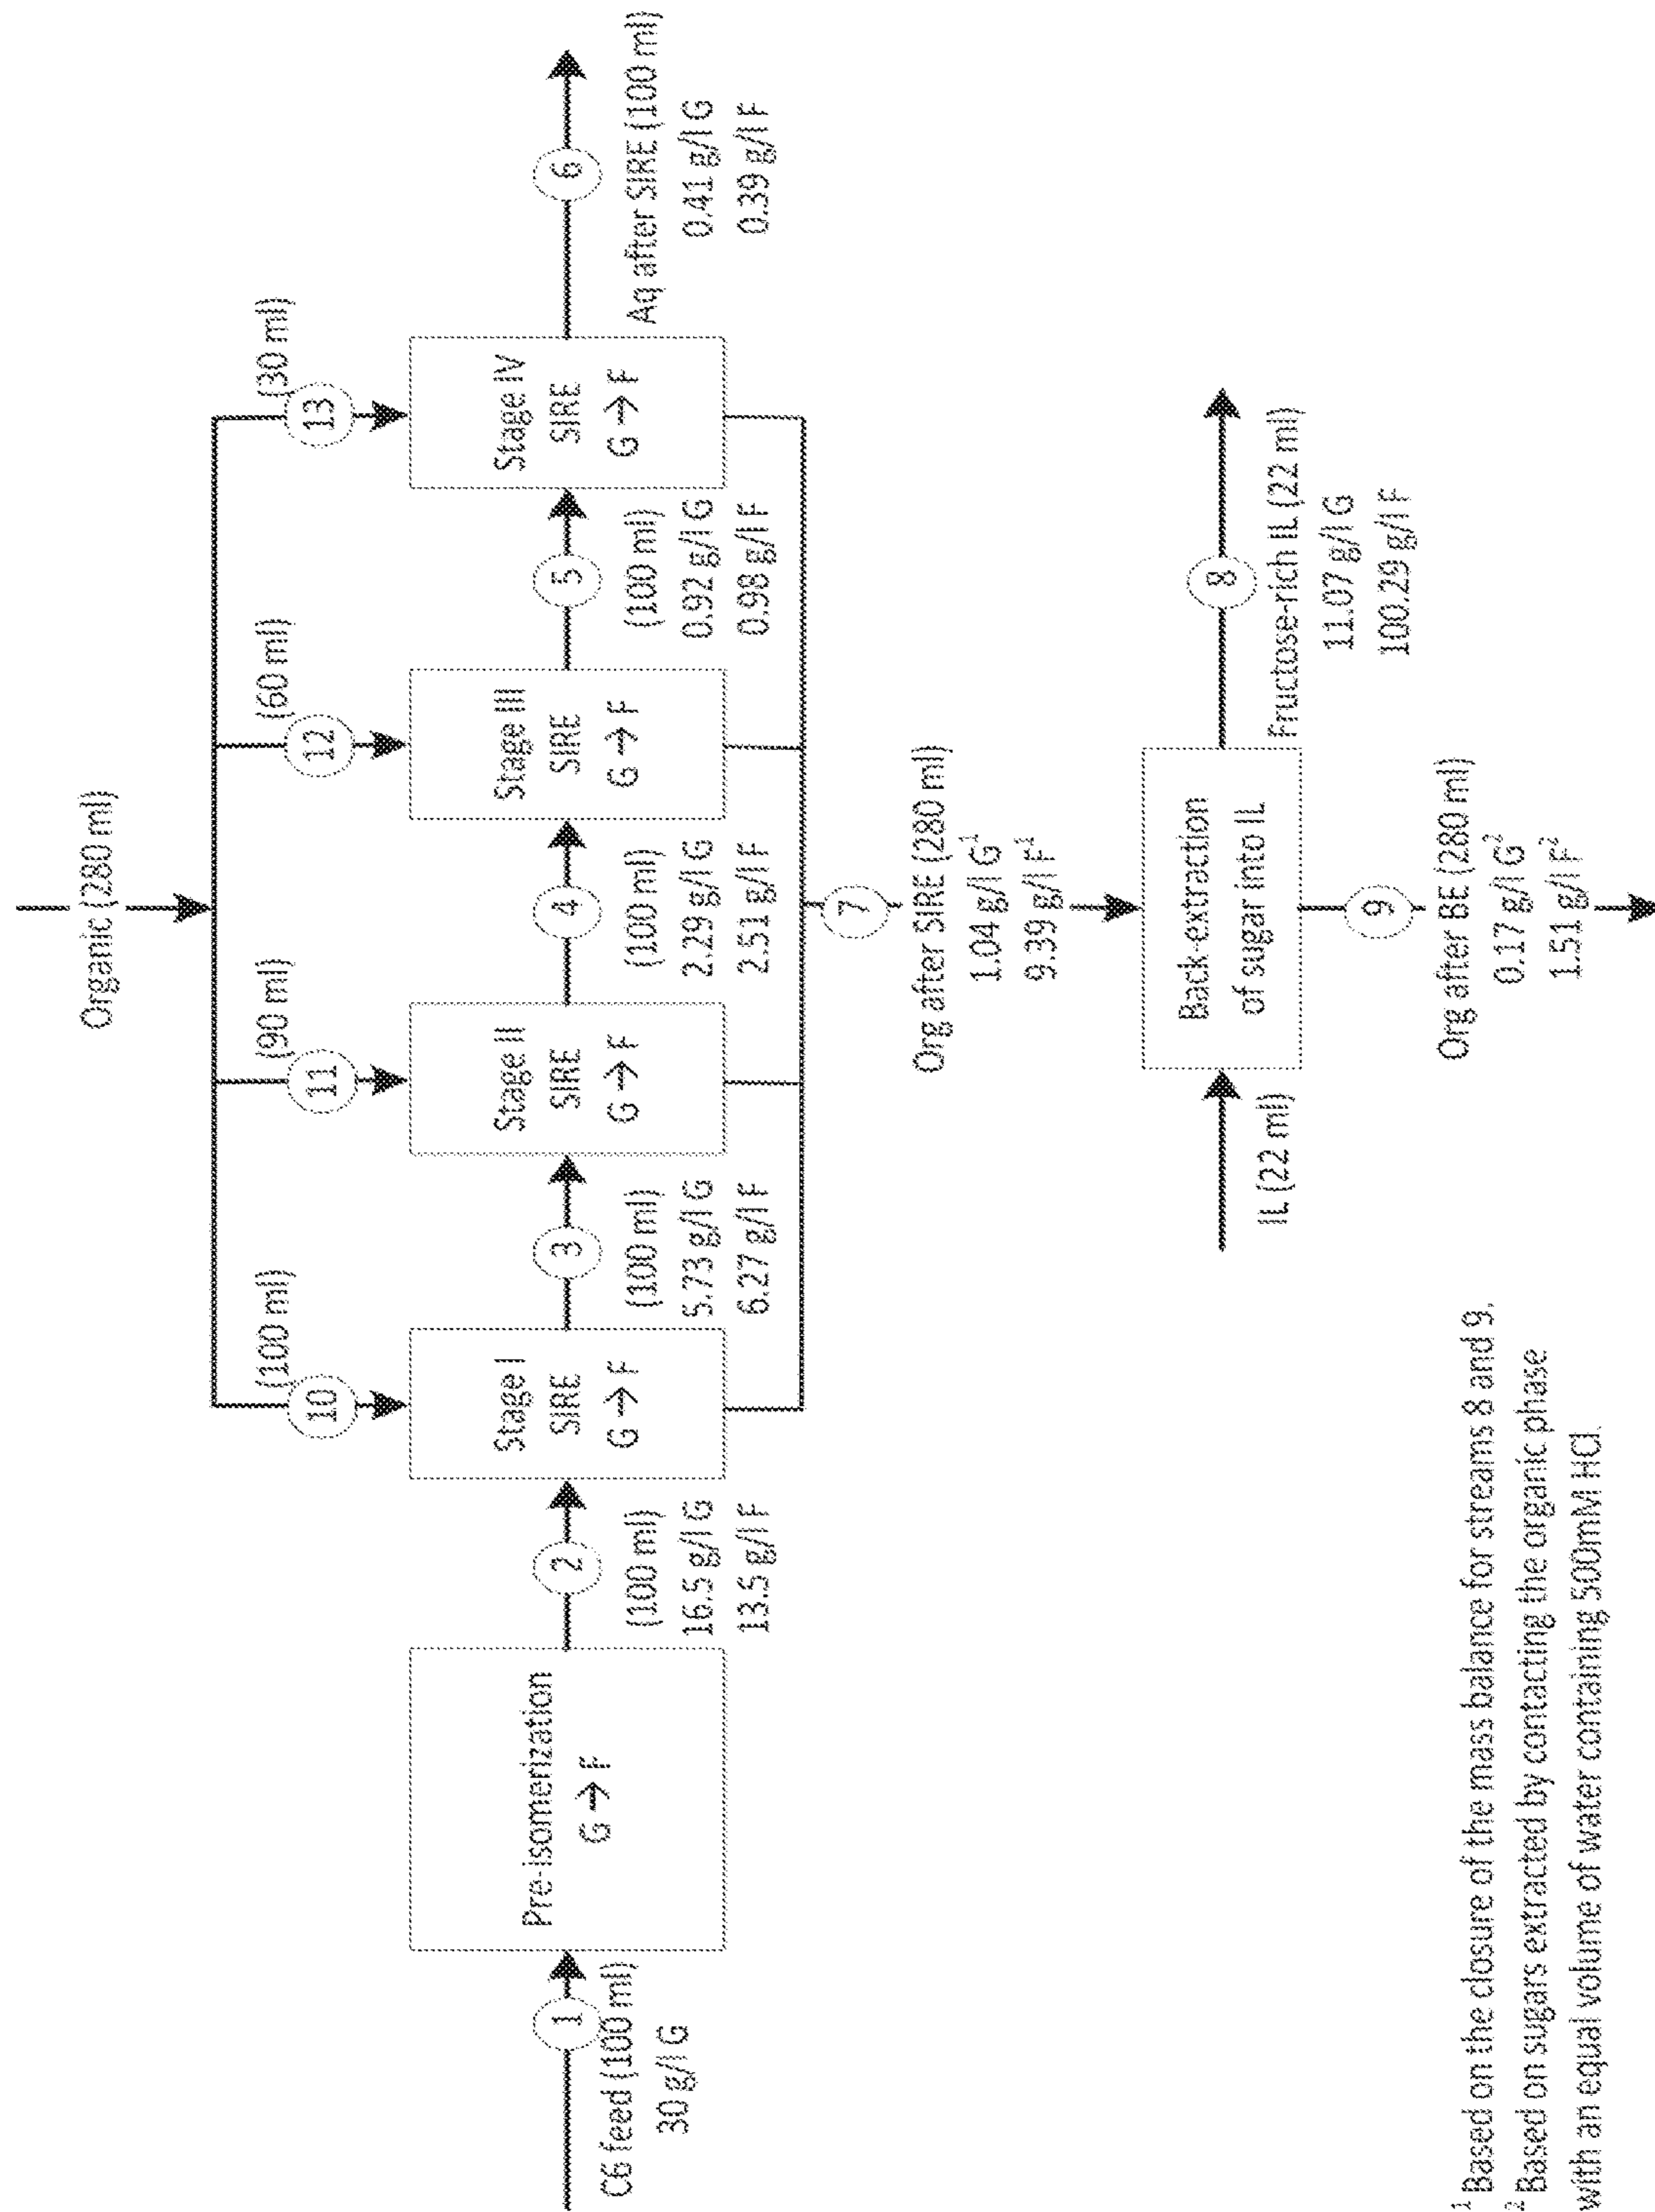 Organic (280 ml)
(100 ml)
10
(90 ml)
11
(60 ml)
12
(30 ml)
13
1
C6 feed (100 ml)
30 g/l G
Pre-isomerization
G → F
2
(100 ml)
16.5 g/l G
13.5 g/l F
Stage I
SIRE
G → F
3
(100 ml)
5.73 g/l G
6.27 g/l F
Stage II
SIRE
G → F
4
(100 ml)
2.29 g/l G
2.51 g/l F
Stage III
SIRE
G → F
5
(100 ml)
0.92 g/l G
0.98 g/l F
Stage IV
SIRE
G → F
6
Aq after SIRE (100 ml)
0.41 g/l G
0.39 g/l F
7
Org after SIRE (280 ml)
1.04 g/l G¹
9.39 g/l F¹
IL (22 ml)
Back-extraction
of sugar into IL
8
Fructose-rich IL (22 ml)
11.07 g/l G
100.29 g/l F
9
Org after BE (280 ml)
0.17 g/l G²
1.51 g/l F²
¹ Based on the closure of the mass balance for streams 8 and 9.
² Based on sugars extracted by contacting the organic phase
with an equal volume of water containing 500mM HCl.